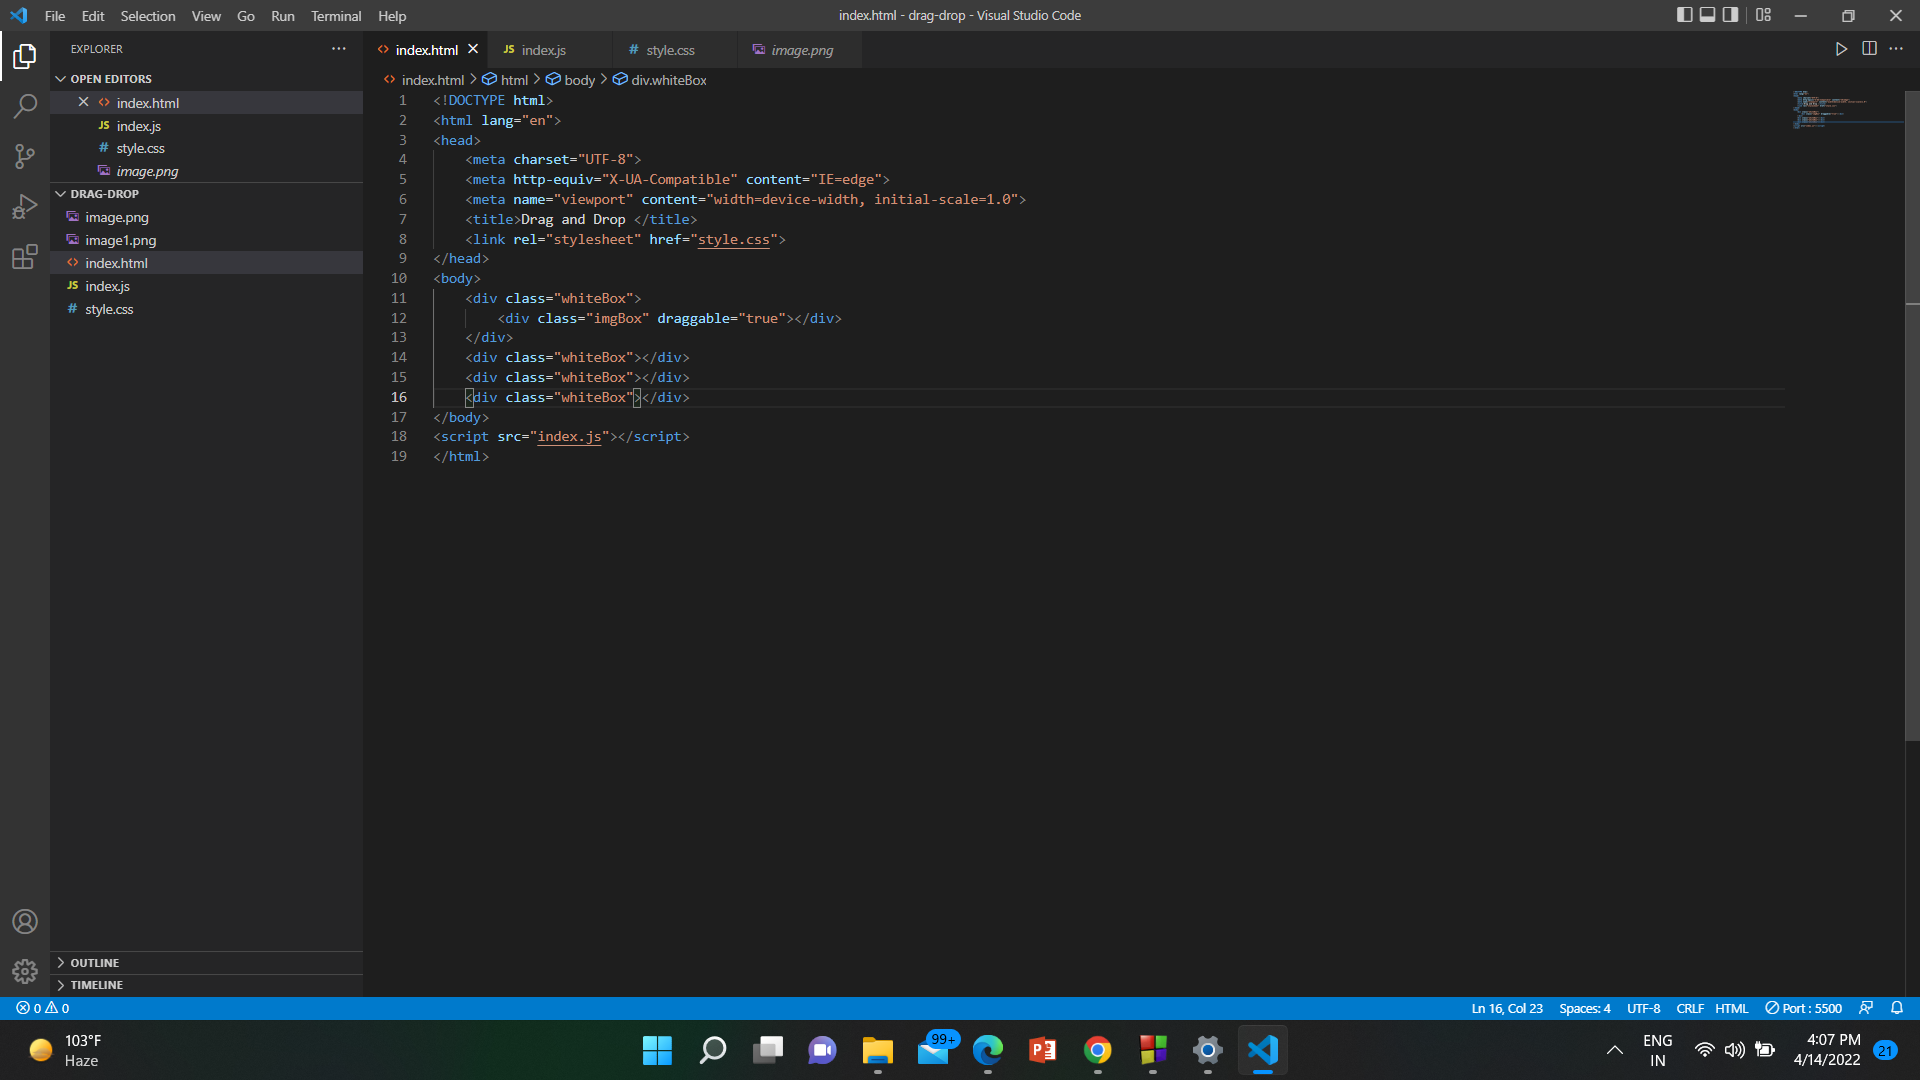 File Edit Selection View Go Run Terminal Help
index.html - drag-drop - Visual Studio Code
EXPLORER
OPEN EDITORS
index.html
JS index.js
# style.css
image.png
DRAG-DROP
image.png
image1.png
index.html
JS index.js
# style.css
OUTLINE
TIMELINE
index.html
JS index.js
# style.css
image.png
index.html > html > body > div.whiteBox
1 <!DOCTYPE html>
2 <html lang="en">
3 <head>
4     <meta charset="UTF-8">
5     <meta http-equiv="X-UA-Compatible" content="IE=edge">
6     <meta name="viewport" content="width=device-width, initial-scale=1.0">
7     <title>Drag and Drop </title>
8     <link rel="stylesheet" href="style.css">
9 </head>
10 <body>
11     <div class="whiteBox">
12         <div class="imgBox" draggable="true"></div>
13     </div>
14     <div class="whiteBox"></div>
15     <div class="whiteBox"></div>
16     <div class="whiteBox"></div>
17 </body>
18 <script src="index.js"></script>
19 </html>
0 0
Ln 16, Col 23 Spaces: 4 UTF-8 CRLF HTML Port : 5500
103°F
Haze
99+
ENG
IN
4:07 PM
4/14/2022
21